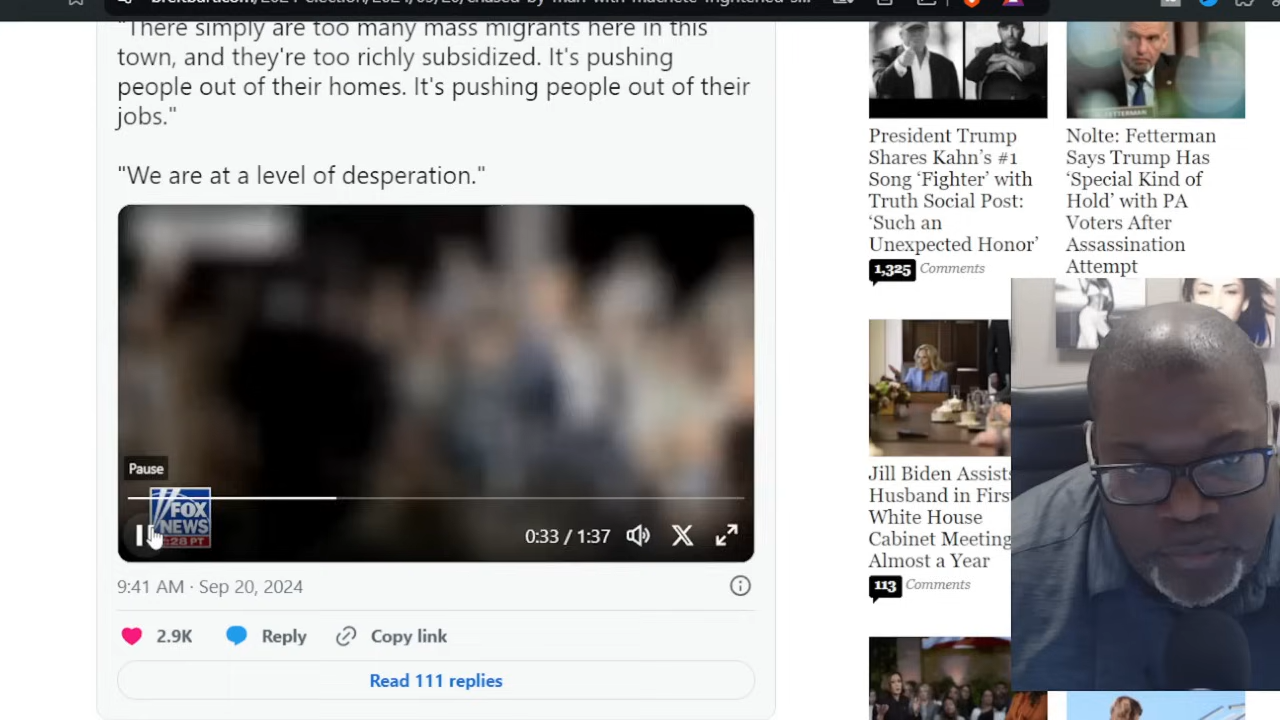 "There simply are too many mass migrants here in this
town, and they're too richly subsidized. It's pushing
people out of their homes. It's pushing people out of their
jobs."
"We are at a level of desperation."
Pause
FOX
NEWS
:28 PT
0:33 / 1:37
9:41 AM · Sep 20, 2024
2.9K
Reply
Copy link
Read 111 replies
President Trump
Shares Kahn's #1
Song 'Fighter' with
Truth Social Post:
'Such an
Unexpected Honor'
1,325 Comments
FETTERMAN
Nolte: Fetterman
Says Trump Has
'Special Kind of
Hold' with PA
Voters After
Assassination
Attempt
Jill Biden Assists
Husband in Firs
White House
Cabinet Meeting
Almost a Year
113 Comments